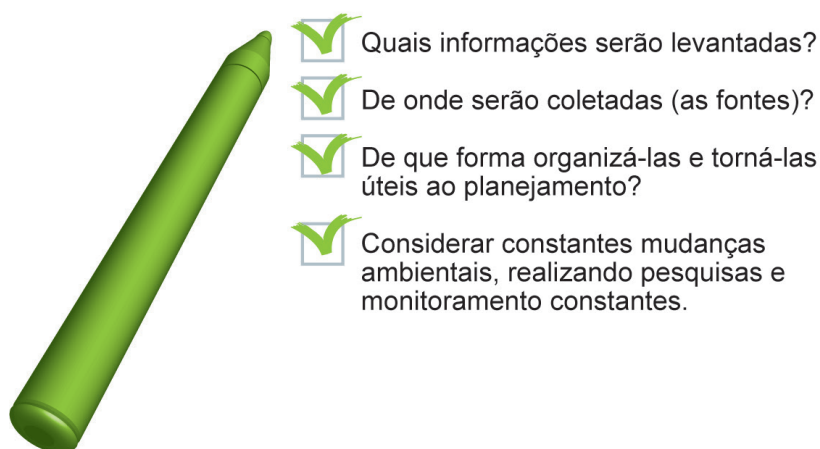 Quais informações serão levantadas?
De onde serão coletadas (as fontes)?
De que forma organizá-las e torná-las
úteis ao planejamento?
Considerar constantes mudanças
ambientais, realizando pesquisas e
monitoramento constantes.